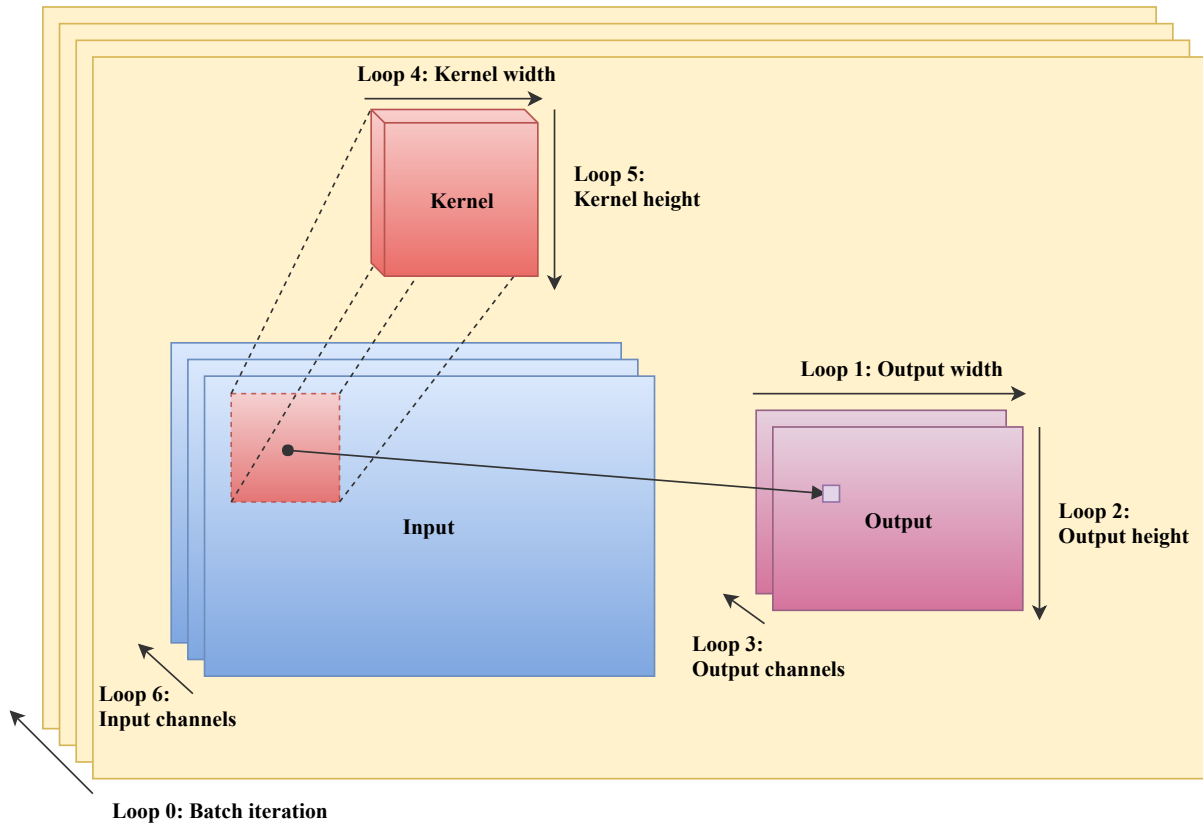 Loop 4: Kernel width
Loop 5:
Kernel height
Kernel
Loop 1: Output width
Input
Output
Loop 2:
Output height
Loop 3:
Output channels
Loop 6:
Input channels
Loop 0: Batch iteration